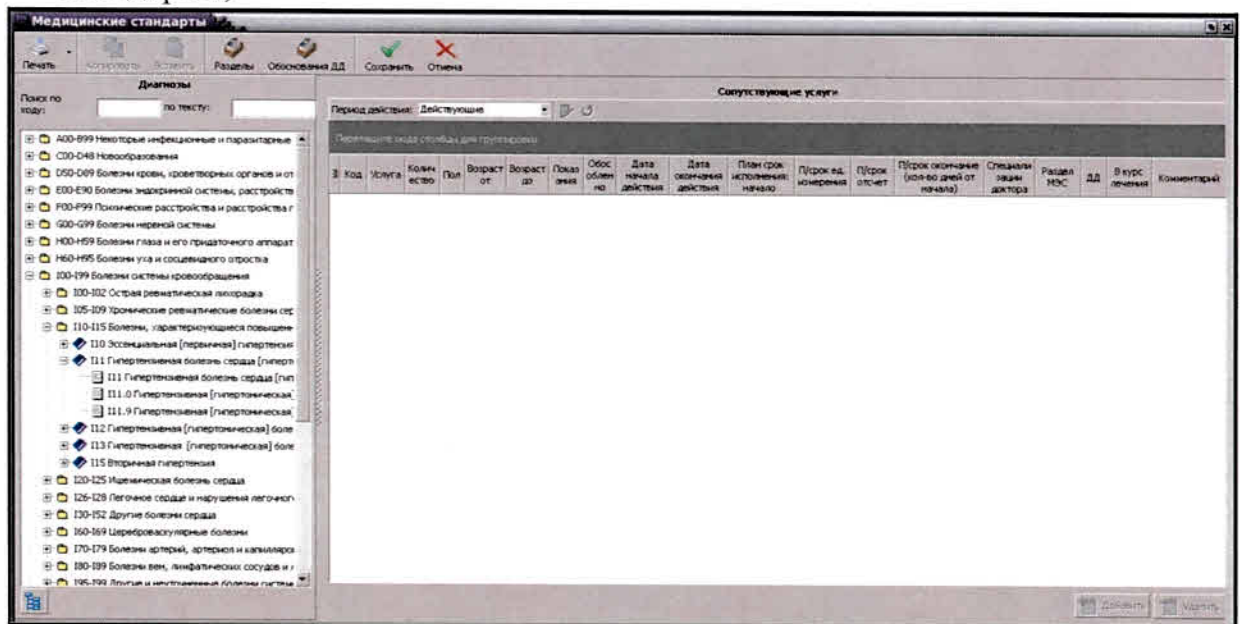 Медицинские стандарты
Печать Копировать Вставить Разделы Обоснования ДД Сохранить Отмена
Диагнозы
Поиск по коду: по тексту:
A00-B99 Некоторые инфекционные и паразитарные
C00-D48 Новообразования
D50-D89 Болезни крови, кроветворных органов и от
E00-E90 Болезни эндокринной системы, расстройств
F00-F99 Психические расстройства и расстройства г
G00-G99 Болезни нервной системы
H00-H59 Болезни глаза и его придаточного аппарат
H60-H95 Болезни уха и сосцевидного отростка
I00-I99 Болезни системы кровообращения
I00-I02 Острая ревматическая лихорадка
I05-I09 Хронические ревматические болезни сер
I10-I15 Болезни, характеризующиеся повышен
I10 Эссенциальная [первичная] гипертензия
I11 Гипертензивная болезнь сердца [гиперт
I11 Гипертензивная болезнь сердца [гип
I11.0 Гипертензивная [гипертоническая]
I11.9 Гипертензивная [гипертоническая]
I12 Гипертензивная [гипертоническая] боле
I13 Гипертензивная [гипертоническая] боле
I15 Вторичная гипертензия
I20-I25 Ишемическая болезнь сердца
I26-I28 Легочное сердце и нарушения легочног
I30-I52 Другие болезни сердца
I60-I69 Цереброваскулярные болезни
I70-I79 Болезни артерий, артериол и капилляро
I80-I89 Болезни вен, лимфатических сосудов и
I95-I99 Другие и неуточненные болезни систем
Сопутствующие услуги
Период действия: Действующие
Перетащите сюда столбцы для группировки
З Код Услуга Количество Пол Возраст от Возраст до Показания Обособленно Дата начала действия Дата окончания действия План срок исполнения: начало П/срок ед. измерения П/срок отсчет П/срок окончание (кол-во дней от начала) Специализации доктора Раздел МЭС ДД В курс лечения Комментарий
Добавить Удалить